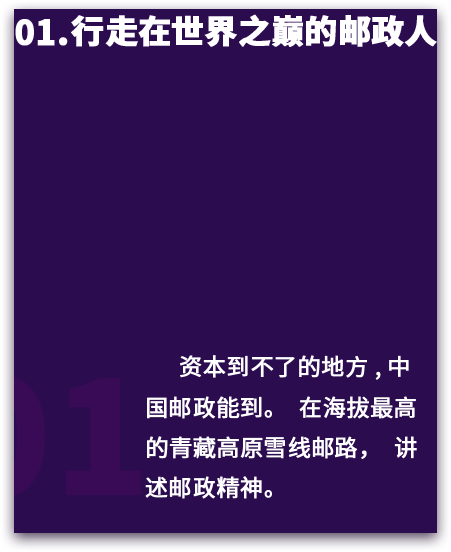 01.行走在世界之巅的邮政人
资本到不了的地方，中
国邮政能到。 在海拔最高
的青藏高原雪线邮路， 讲
述邮政精神。
01